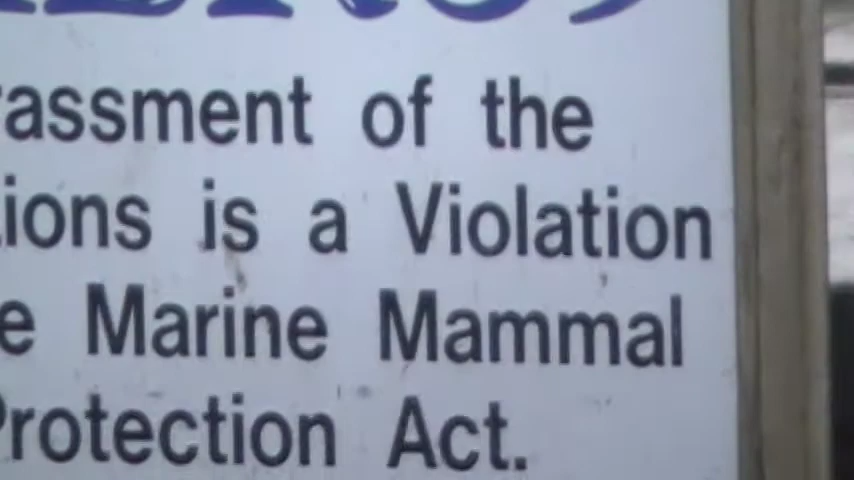 rassment of the
ions is a Violation
e Marine Mammal
Protection Act.